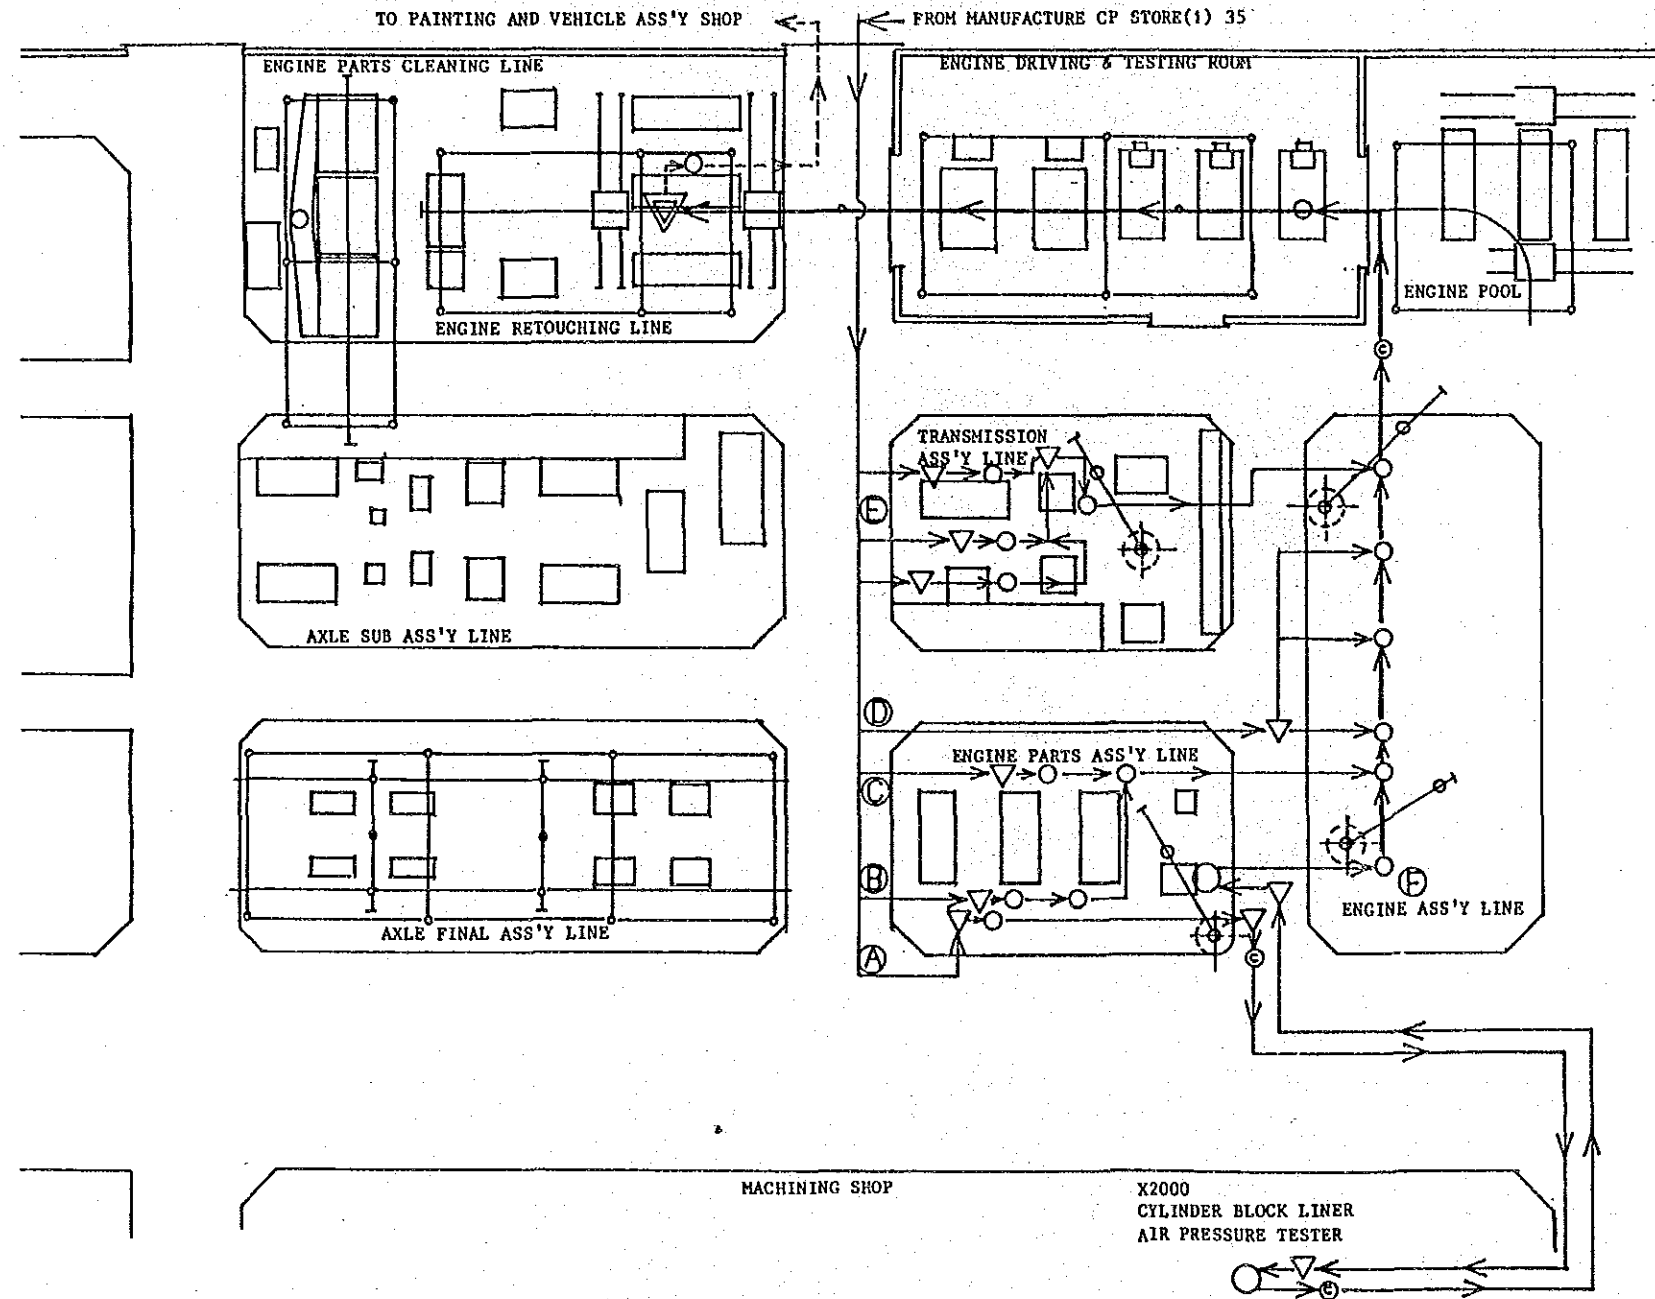 TO PAINTING AND VEHICLE ASS'Y SHOP
FROM MANUFACTURE CP STORE(1) 35
ENGINE PARTS CLEANING LINE
ENGINE DRIVING & TESTING ROOM
ENGINE POOL
ENGINE RETOUCHING LINE
C
TRANSMISSION
ASS'Y LINE
E
AXLE SUB ASS'Y LINE
D
ENGINE PARTS ASS'Y LINE
C
B
F
ENGINE ASS'Y LINE
AXLE FINAL ASS'Y LINE
A
C
MACHINING SHOP
X2000
CYLINDER BLOCK LINER
AIR PRESSURE TESTER
C